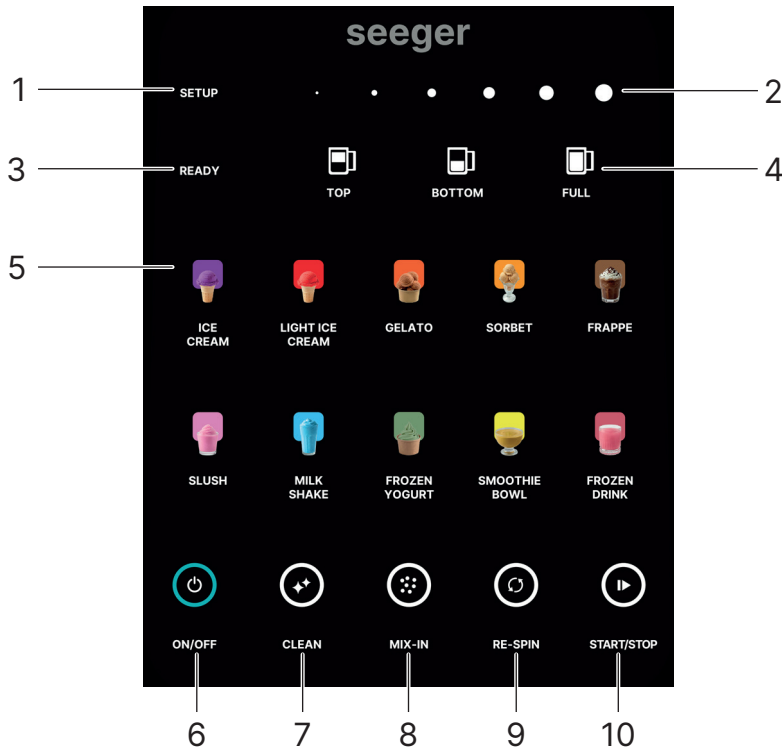 seeger
1
SETUP
2
3
READY
4
TOP
BOTTOM
FULL
5
ICE
CREAM
LIGHT ICE
CREAM
GELATO
SORBET
FRAPPE
SLUSH
MILK
SHAKE
FROZEN
YOGURT
SMOOTHIE
BOWL
FROZEN
DRINK
ON/OFF
CLEAN
MIX-IN
RE-SPIN
START/STOP
6
7
8
9
10